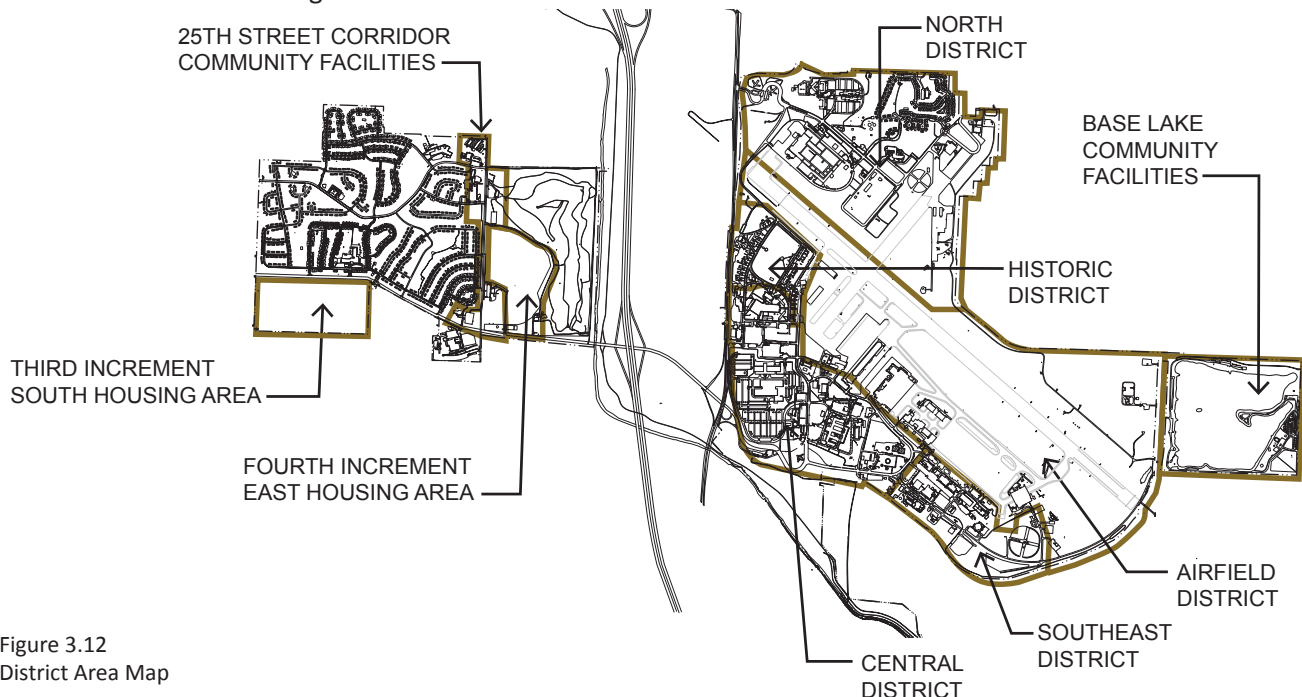 25TH STREET CORRIDOR
COMMUNITY FACILITIES
NORTH
DISTRICT
BASE LAKE
COMMUNITY
FACILITIES
HISTORIC
DISTRICT
THIRD INCREMENT
SOUTH HOUSING AREA
FOURTH INCREMENT
EAST HOUSING AREA
AIRFIELD
DISTRICT
SOUTHEAST
DISTRICT
CENTRAL
DISTRICT
Figure 3.12
District Area Map